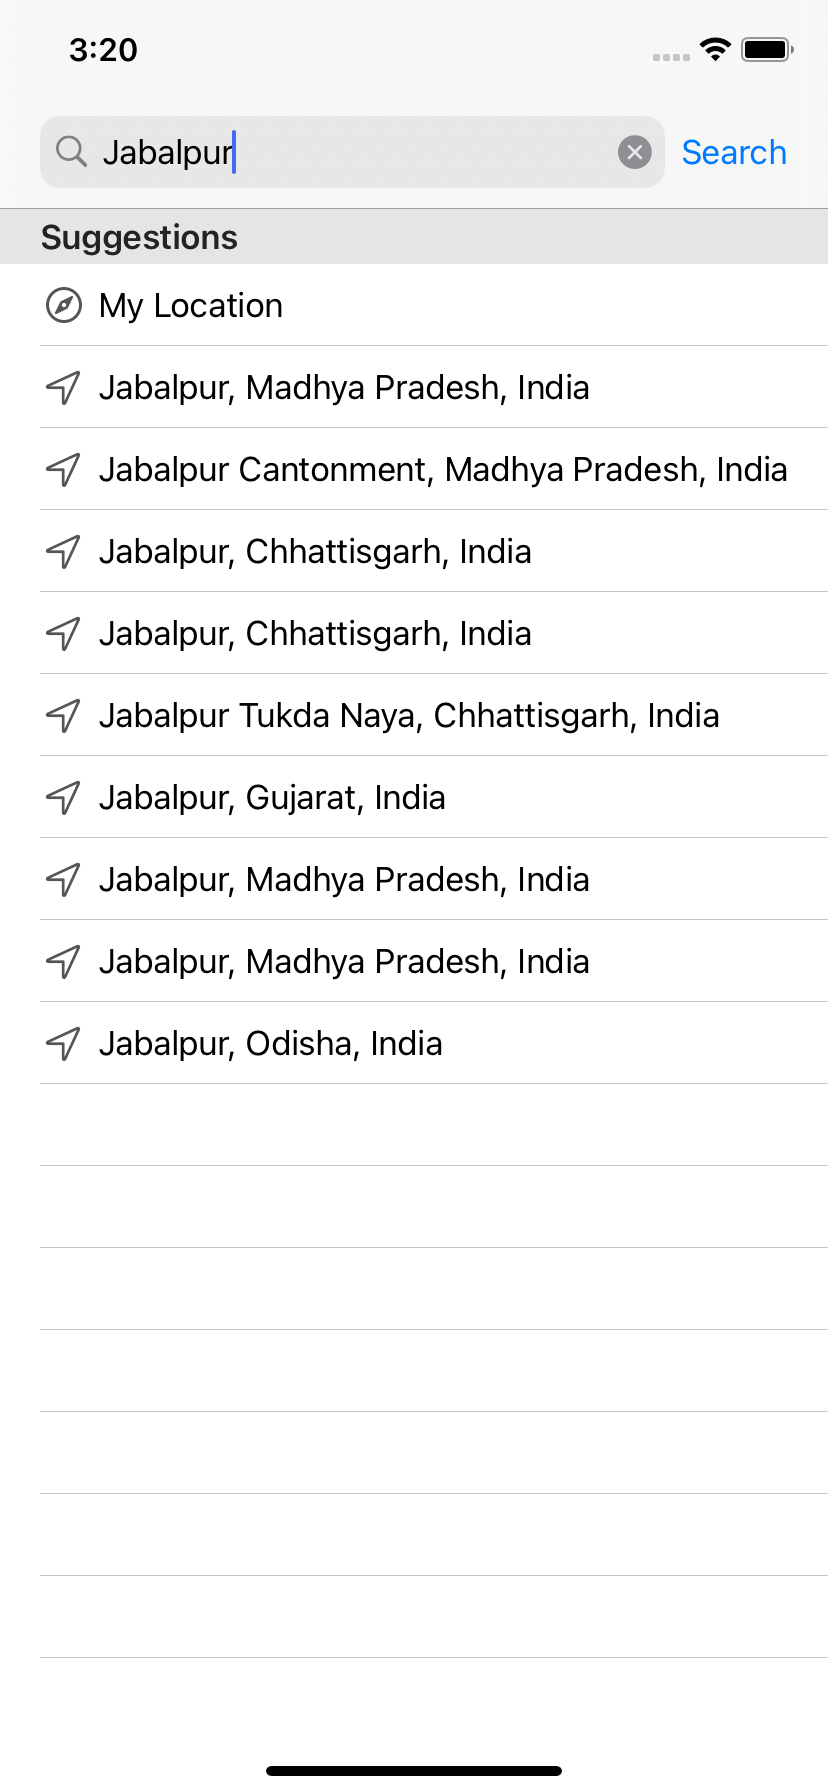 3:20
Jabalpur
Search
Suggestions
My Location
Jabalpur, Madhya Pradesh, India
Jabalpur Cantonment, Madhya Pradesh, India
Jabalpur, Chhattisgarh, India
Jabalpur, Chhattisgarh, India
Jabalpur Tukda Naya, Chhattisgarh, India
Jabalpur, Gujarat, India
Jabalpur, Madhya Pradesh, India
Jabalpur, Madhya Pradesh, India
Jabalpur, Odisha, India